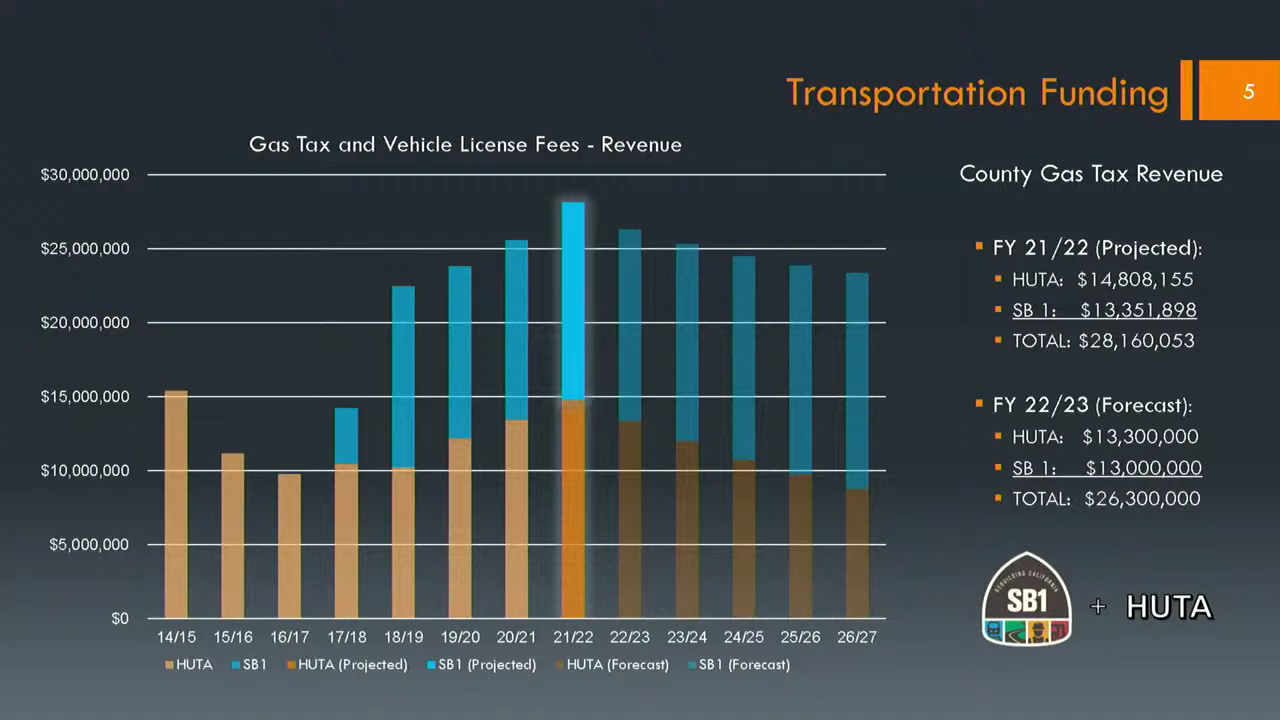 Transportation Funding
5
Gas Tax and Vehicle License Fees - Revenue
$30,000,000
$25,000,000
$20,000,000
$15,000,000
$10,000,000
$5,000,000
$0
14/15 15/16 16/17 17/18 18/19 19/20 20/21 21/22 22/23 23/24 24/25 25/26 26/27
HUTA SB1 HUTA (Projected) SB1 (Projected) HUTA (Forecast) SB1 (Forecast)
County Gas Tax Revenue
FY 21/22 (Projected):
HUTA: $14,808,155
SB 1: $13,351,898
TOTAL: $28,160,053
FY 22/23 (Forecast):
HUTA: $13,300,000
SB 1: $13,000,000
TOTAL: $26,300,000
REBUILDING CALIFORNIA
SB1
+ HUTA